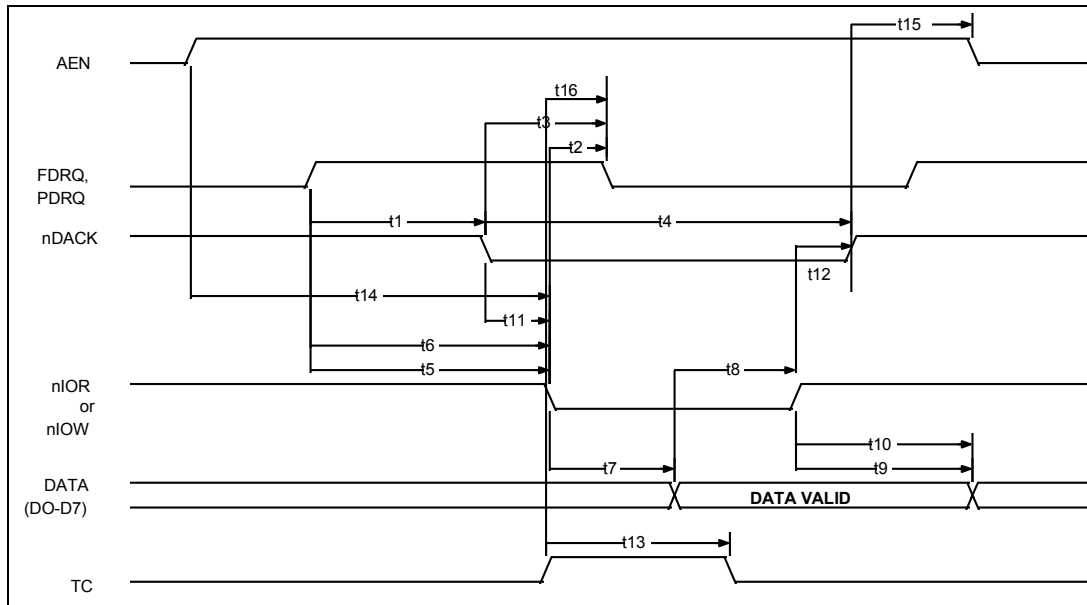 t15
AEN
t16
t3
t2
FDRQ,
PDRQ
t1
t4
nDACK
t12
t14
t11
t6
t5
t8
nIOR
or
nIOW
t10
t7
t9
DATA
(DO-D7)
DATA VALID
t13
TC